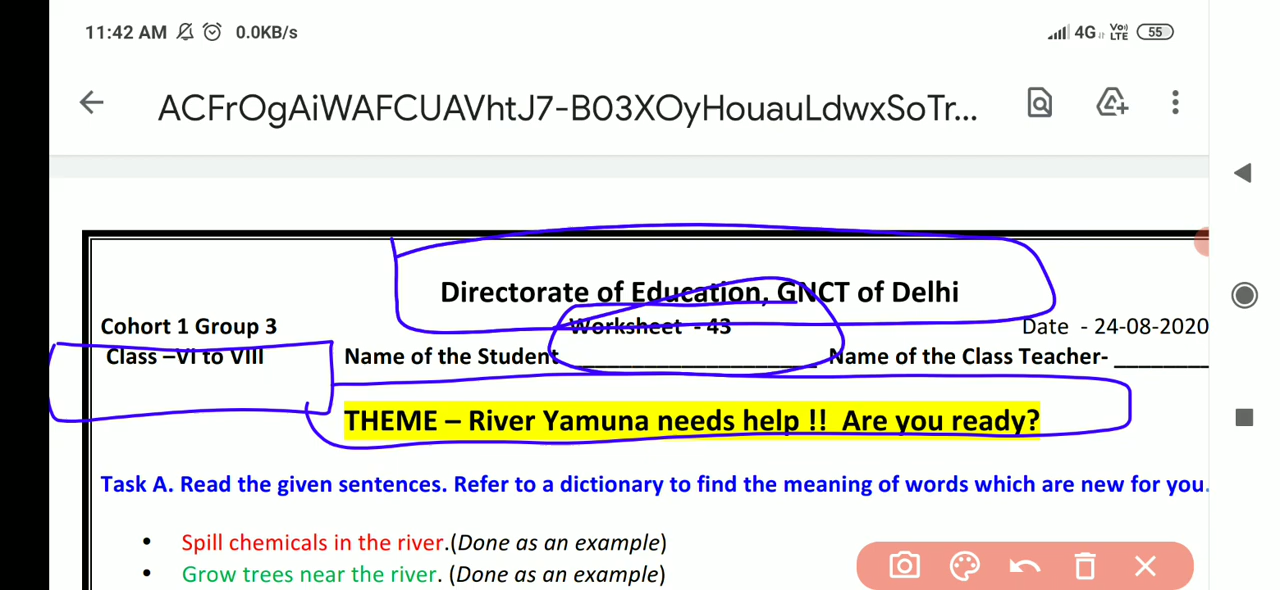 11:42 AM 0.0KB/s 4G Vo) LTE 55
ACFrOgAiWAFCUAVhtJ7-B03XOyHouauLdwxSoTr...
Directorate of Education, GNCT of Delhi
Cohort 1 Group 3 Worksheet - 43 Date - 24-08-2020
Class –VI to VIII Name of the Student____________________ Name of the Class Teacher- ________
THEME – River Yamuna needs help !! Are you ready?
Task A. Read the given sentences. Refer to a dictionary to find the meaning of words which are new for you.
• Spill chemicals in the river.(Done as an example)
• Grow trees near the river. (Done as an example)